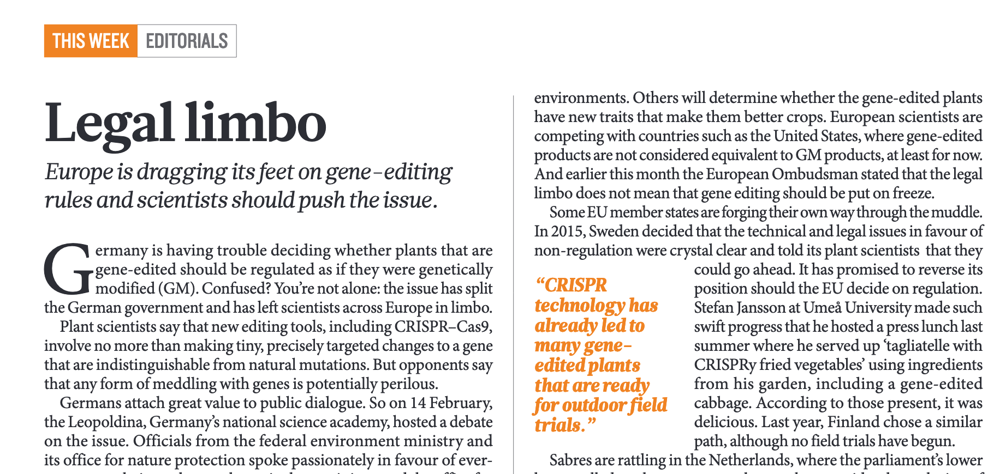 THIS WEEK EDITORIALS
Legal limbo
Europe is dragging its feet on gene-editing
rules and scientists should push the issue.
Germany is having trouble deciding whether plants that are
gene-edited should be regulated as if they were genetically
modified (GM). Confused? You’re not alone: the issue has split
the German government and has left scientists across Europe in limbo.
Plant scientists say that new editing tools, including CRISPR–Cas9,
involve no more than making tiny, precisely targeted changes to a gene
that are indistinguishable from natural mutations. But opponents say
that any form of meddling with genes is potentially perilous.
Germans attach great value to public dialogue. So on 14 February,
the Leopoldina, Germany’s national science academy, hosted a debate
on the issue. Officials from the federal environment ministry and
its office for nature protection spoke passionately in favour of ever-
environments. Others will determine whether the gene-edited plants
have new traits that make them better crops. European scientists are
competing with countries such as the United States, where gene-edited
products are not considered equivalent to GM products, at least for now.
And earlier this month the European Ombudsman stated that the legal
limbo does not mean that gene editing should be put on freeze.
Some EU member states are forging their own way through the muddle.
In 2015, Sweden decided that the technical and legal issues in favour of
non-regulation were crystal clear and told its plant scientists that they
could go ahead. It has promised to reverse its
position should the EU decide on regulation.
Stefan Jansson at Umeå University made such
swift progress that he hosted a press lunch last
summer where he served up ‘tagliatelle with
CRISPRy fried vegetables’ using ingredients
from his garden, including a gene-edited
cabbage. According to those present, it was
delicious. Last year, Finland chose a similar
path, although no field trials have begun.
“CRISPR
technology has
already led to
many gene-
edited plants
that are ready
for outdoor field
trials.”
Sabres are rattling in the Netherlands, where the parliament’s lower